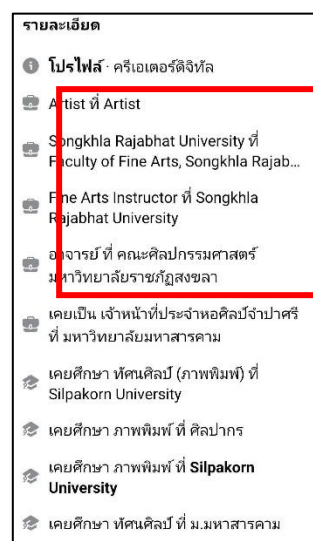 รายละเอียด
โปรไฟล์ · ครีเอเตอร์ดิจิทัล
Artist ที่ Artist
Songkhla Rajabhat University ที่
Faculty of Fine Arts, Songkhla Rajab...
Fine Arts Instructor ที่ Songkhla
Rajabhat University
อาจารย์ ที่ คณะศิลปกรรมศาสตร์
มหาวิทยาลัยราชภัฏสงขลา
เคยเป็น เจ้าหน้าที่ประจำหอศิลป์จำปาศรี
ที่ มหาวิทยาลัยมหาสารคาม
เคยศึกษา ทัศนศิลป์ (ภาพพิมพ์) ที่
Silpakorn University
เคยศึกษา ภาพพิมพ์ ที่ ศิลปากร
เคยศึกษา ภาพพิมพ์ ที่ Silpakorn
University
เคยศึกษา ทัศนศิลป์ ที่ ม.มหาสารคาม